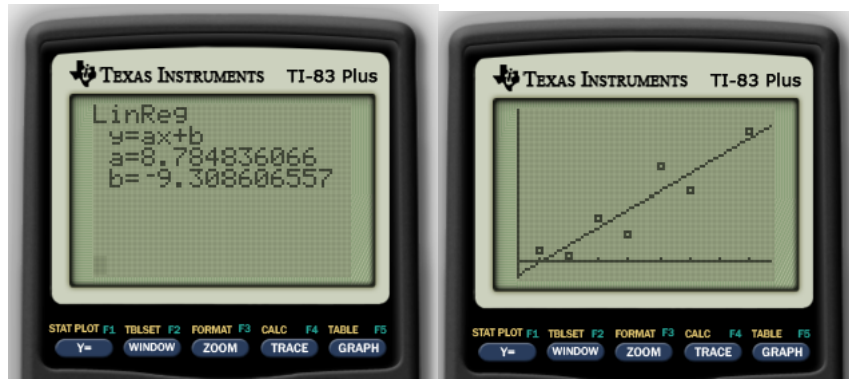 TEXAS INSTRUMENTS TI-83 Plus
LinReg
y=ax+b
a=8.784836066
b=-9.308606557
STAT PLOT F1 TBLSET F2 FORMAT F3 CALC F4 TABLE F5
Y= WINDOW ZOOM TRACE GRAPH
TEXAS INSTRUMENTS TI-83 Plus
STAT PLOT F1 TBLSET F2 FORMAT F3 CALC F4 TABLE F5
Y= WINDOW ZOOM TRACE GRAPH